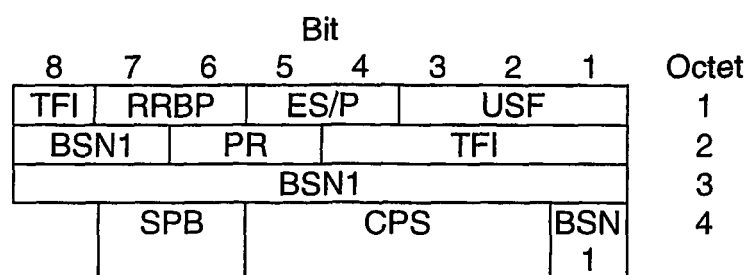 Bit
8 7 6 5 4 3 2 1 Octet
TFI RRBP ES/P USF 1
BSN1 PR TFI 2
BSN1 3
SPB CPS BSN 4
1